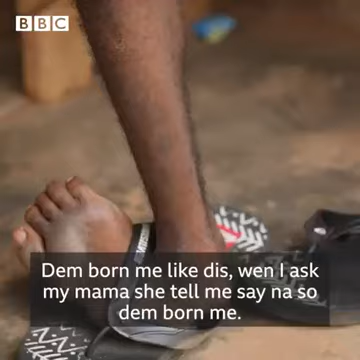 BBC
Dem born me like dis, wen I ask
my mama she tell me say na so
dem born me.